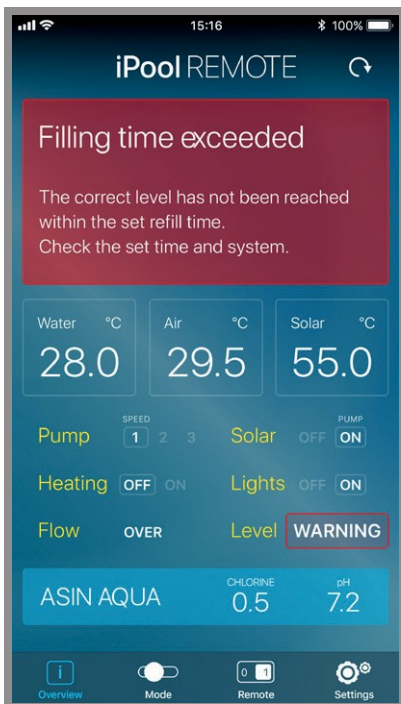 15:16
100%
iPool REMOTE
Filling time exceeded
The correct level has not been reached
within the set refill time.
Check the set time and system.
Water °C Air °C Solar °C
28.0 29.5 55.0
SPEED PUMP
Pump 1 2 3 Solar OFF ON
Heating OFF ON Lights OFF ON
Flow OVER Level WARNING
CHLORINE pH
ASIN AQUA 0.5 7.2
i 0 1
Overview Mode Remote Settings